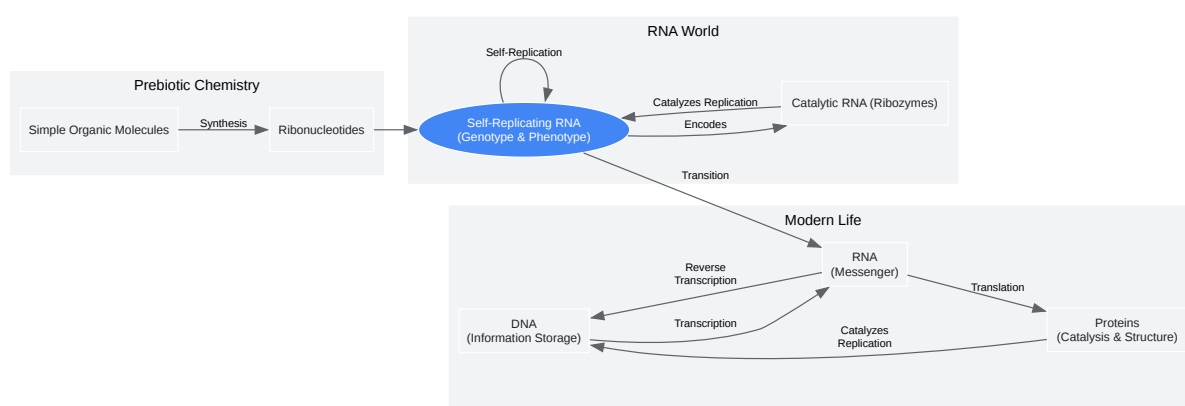 Prebiotic Chemistry
Simple Organic Molecules
Synthesis
Ribonucleotides
RNA World
Self-Replication
Self-Replicating RNA
(Genotype & Phenotype)
Catalyzes Replication
Encodes
Catalytic RNA (Ribozymes)
Transition
Modern Life
RNA
(Messenger)
Reverse
Transcription
Translation
DNA
(Information Storage)
Transcription
Catalyzes
Replication
Proteins
(Catalysis & Structure)